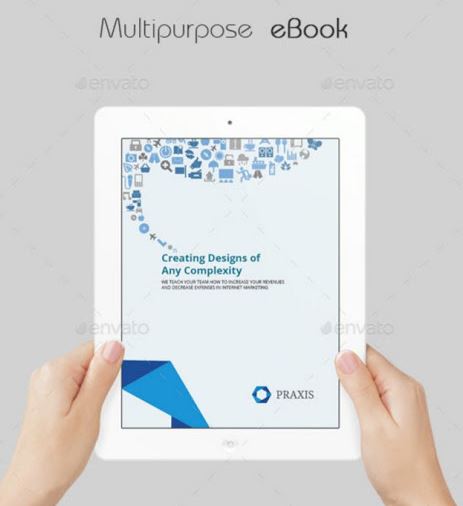 Multipurpose eBook
envato
envato
Creating Designs of
Any Complexity
WE TEACH YOUR TEAM HOW TO INCREASE YOUR REVENUES
AND DECREASE EXPENSES IN INTERNET MARKETING.
envato
envato
PRAXIS